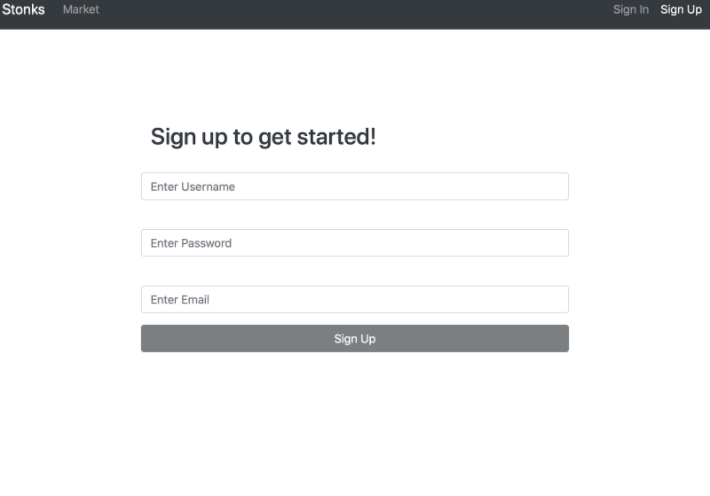 Stonks Market Sign In Sign Up
Sign up to get started!
Enter Username
Enter Password
Enter Email
Sign Up